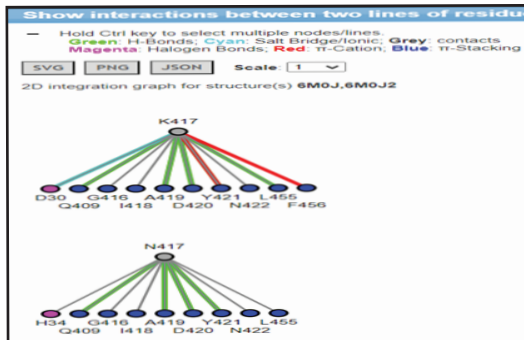 Show interactions between two lines of residu
− Hold Ctrl key to select multiple nodes/lines.
Green: H-Bonds; Cyan: Salt Bridge/Ionic; Grey: contacts
Magenta: Halogen Bonds; Red: π-Cation; Blue: π-Stacking
SVG PNG JSON Scale: 1
2D integration graph for structure(s) 6M0J,6M0J2
K417
D30 G416 A419 Y421 L455
Q409 I418 D420 N422 F456
N417
H34 G416 A419 Y421 L455
Q409 I418 D420 N422